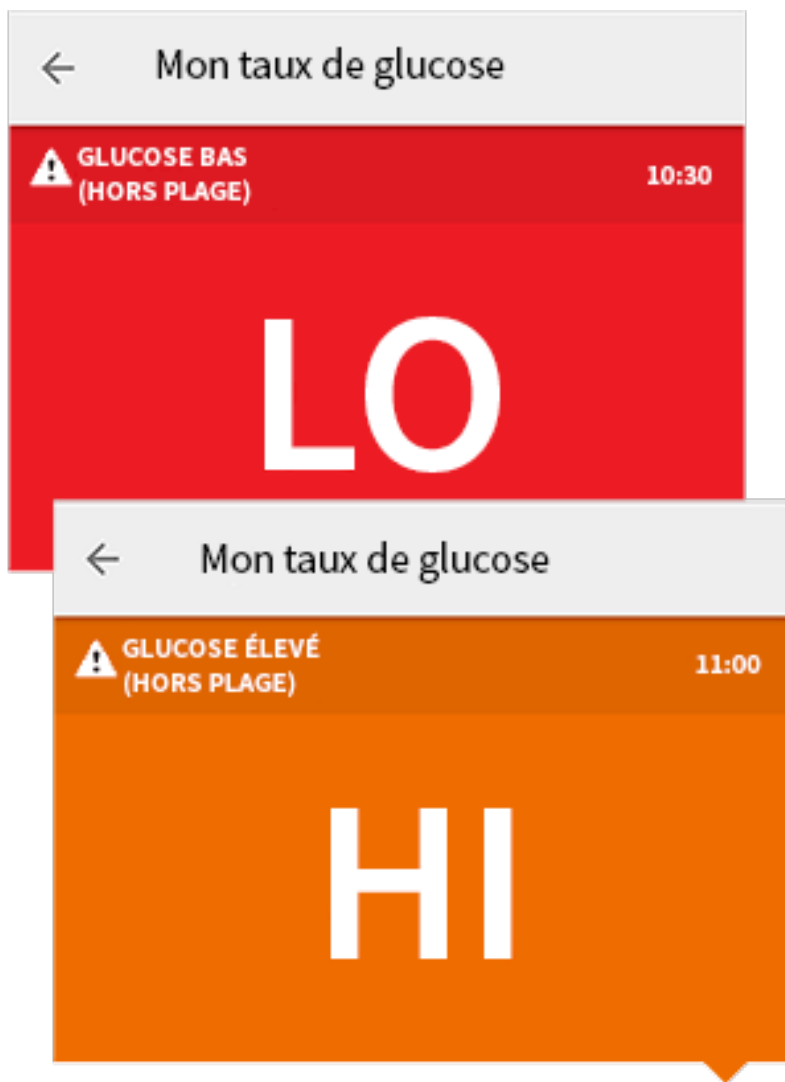 Mon taux de glucose
GLUCOSE BAS
(HORS PLAGE)
10:30
LO
Mon taux de glucose
GLUCOSE ÉLEVÉ
(HORS PLAGE)
11:00
HI